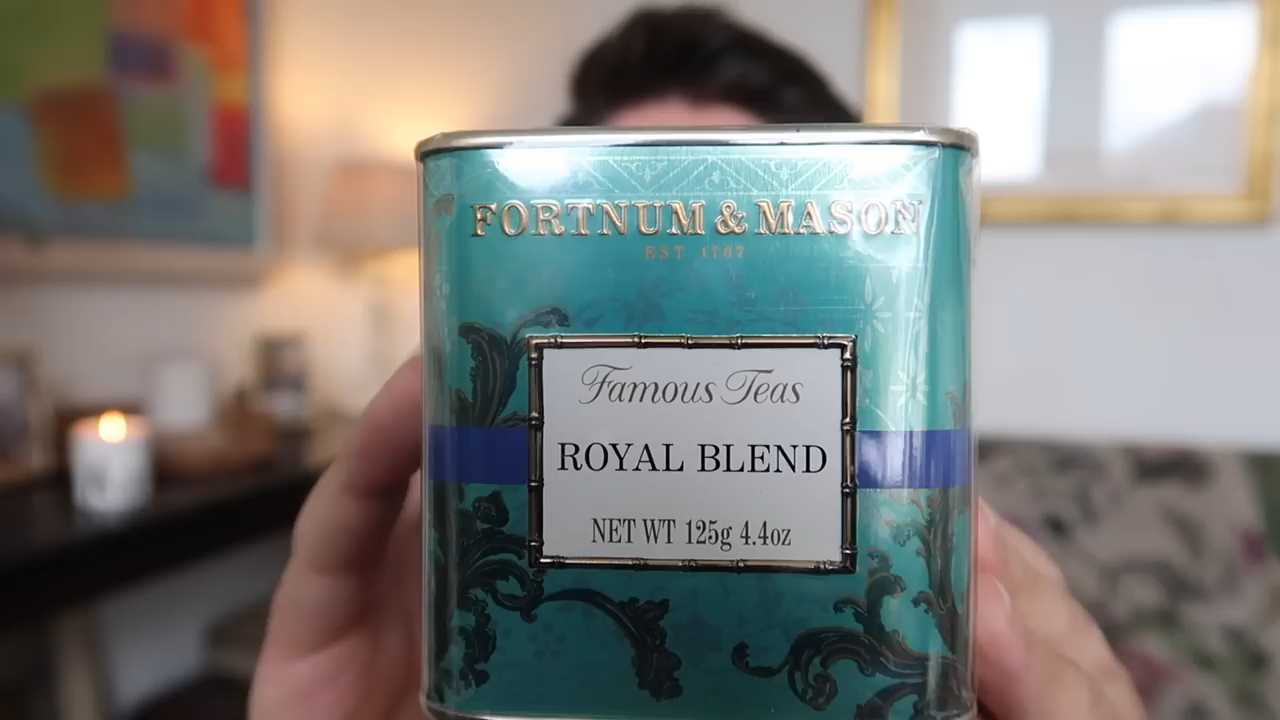 FORTNUM & MASON
EST 1707
Famous Teas
ROYAL BLEND
NET WT 125g 4.4oz